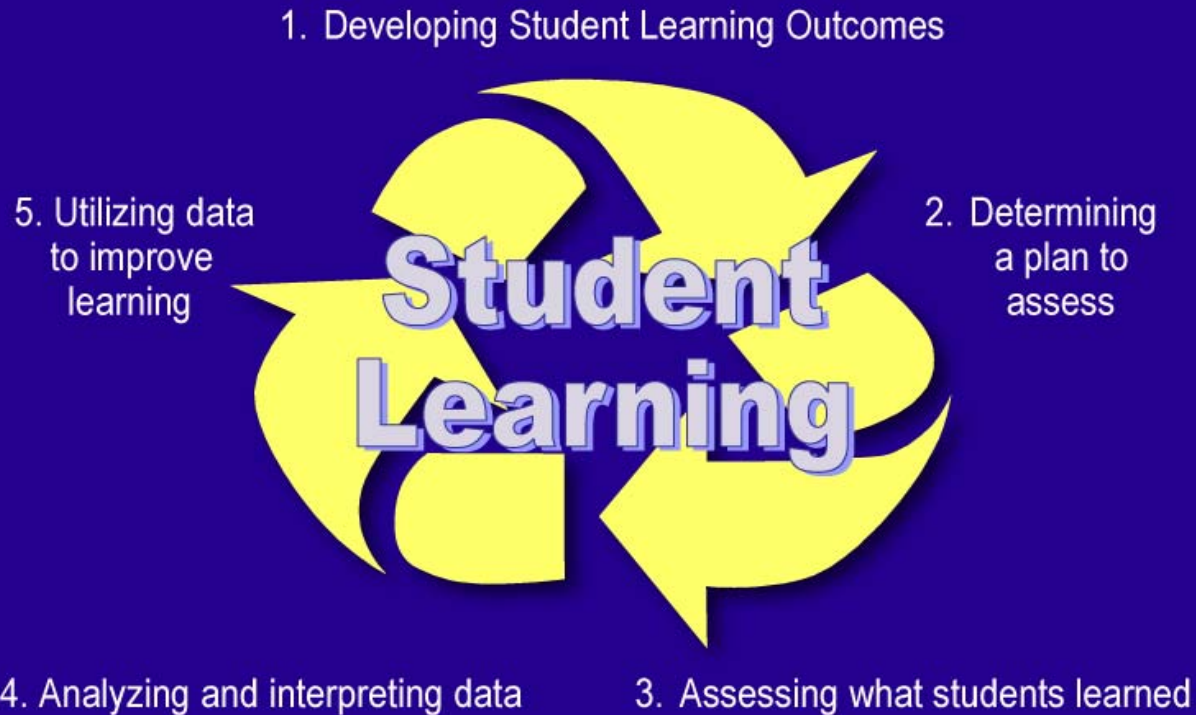 1. Developing Student Learning Outcomes
2. Determining
a plan to
assess
3. Assessing what students learned
4. Analyzing and interpreting data
5. Utilizing data
to improve
learning
Student
Learning